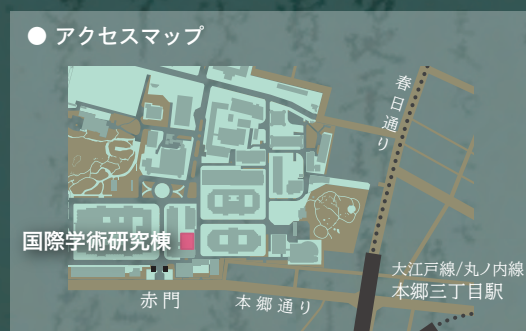 ● アクセスマップ
春日通り
国際学術研究棟
大江戸線/丸ノ内線
本郷三丁目駅
赤門
本郷通り